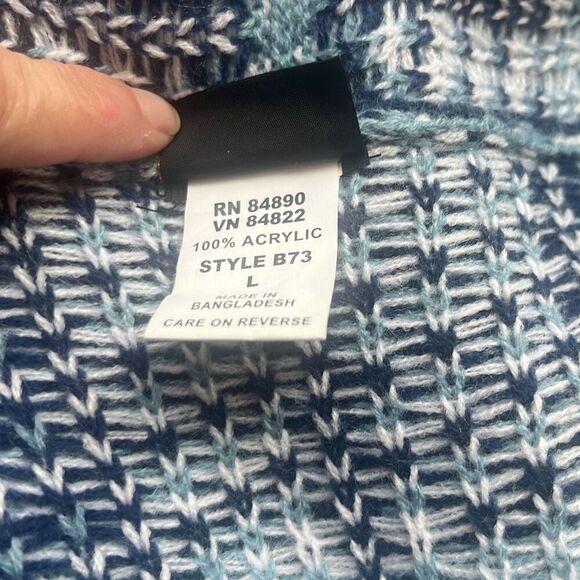 RN 84890
VN 84822
100% ACRYLIC
STYLE B73
L
MADE IN
BANGLADESH
CARE ON REVERSE